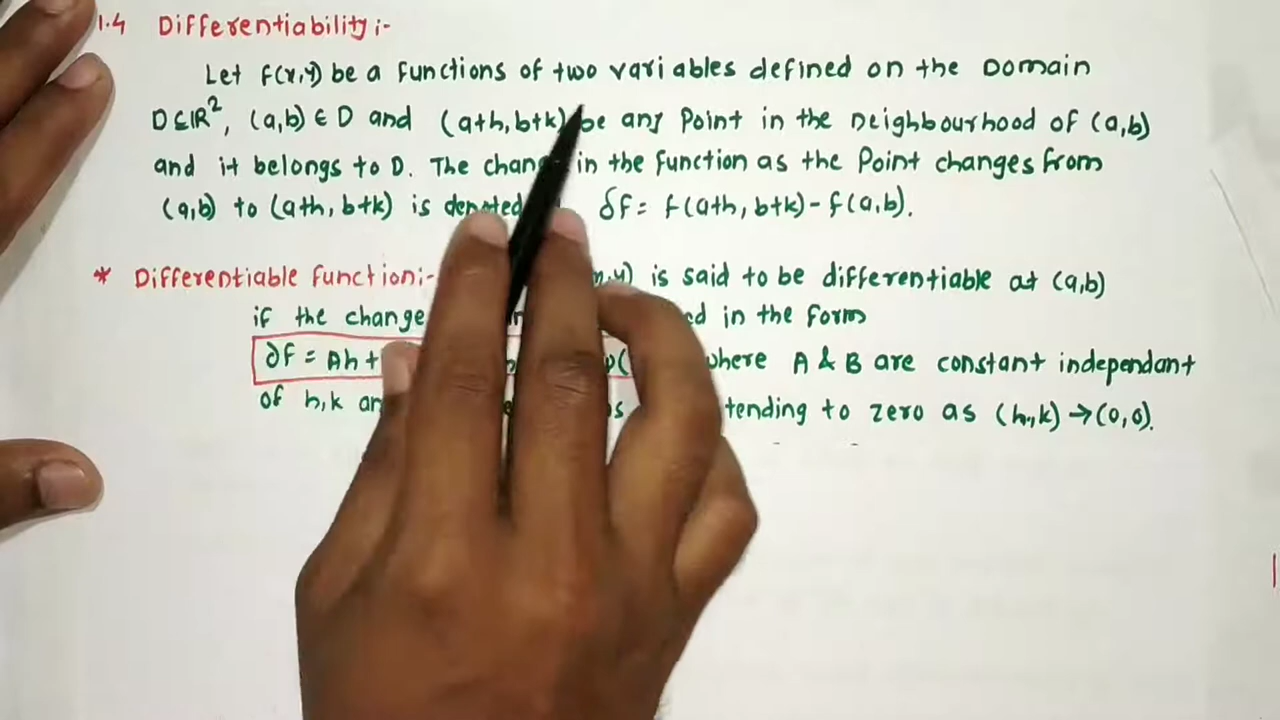 1.4 Differentiability:-
Let f(x,y) be a functions of two variables defined on the Domain
D⊆ℝ², (a,b) ∈ D and (a+h, b+k) be any Point in the neighbourhood of (a,b)
and it belongs to D. The change in the function as the Point changes from
(a,b) to (a+h, b+k) is denoted δf = f(a+h, b+k) - f(a,b).
* Differentiable function:- is said to be differentiable at (a,b)
if the change in the form
δf = Ah + where A & B are constant independant
of h,k tending to zero as (h,k) → (0,0).